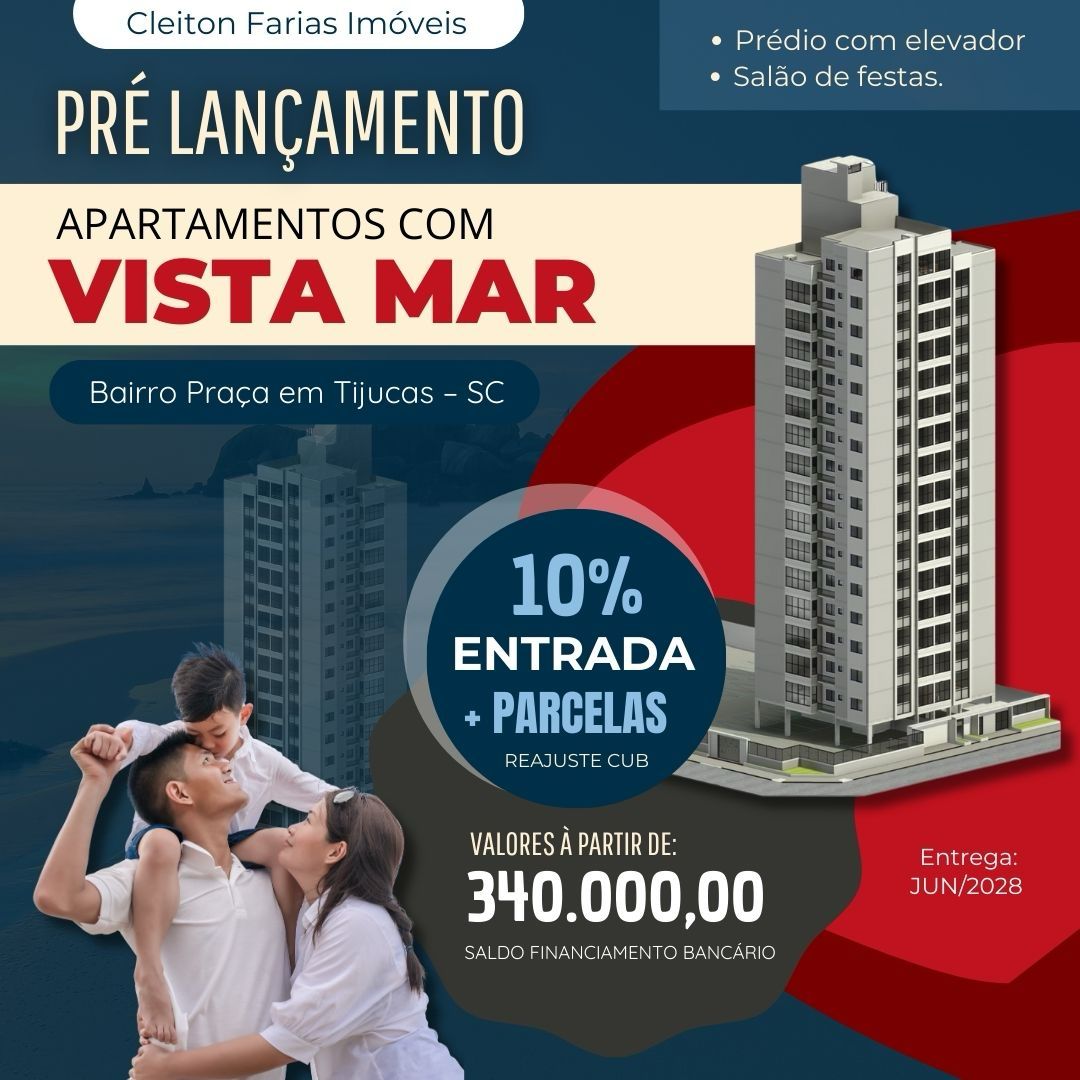 Cleiton Farias Imóveis
• Prédio com elevador
• Salão de festas.
PRÉ LANÇAMENTO
APARTAMENTOS COM
VISTA MAR
Bairro Praça em Tijucas – SC
10%
ENTRADA
+ PARCELAS
REAJUSTE CUB
VALORES À PARTIR DE:
340.000,00
SALDO FINANCIAMENTO BANCÁRIO
Entrega:
JUN/2028